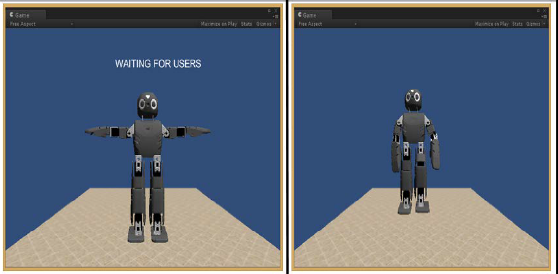 Game
Free Aspect
Maximize on Play Stats Gizmos
WAITING FOR USERS
Game
Free Aspect
Maximize on Play Stats Gizmos